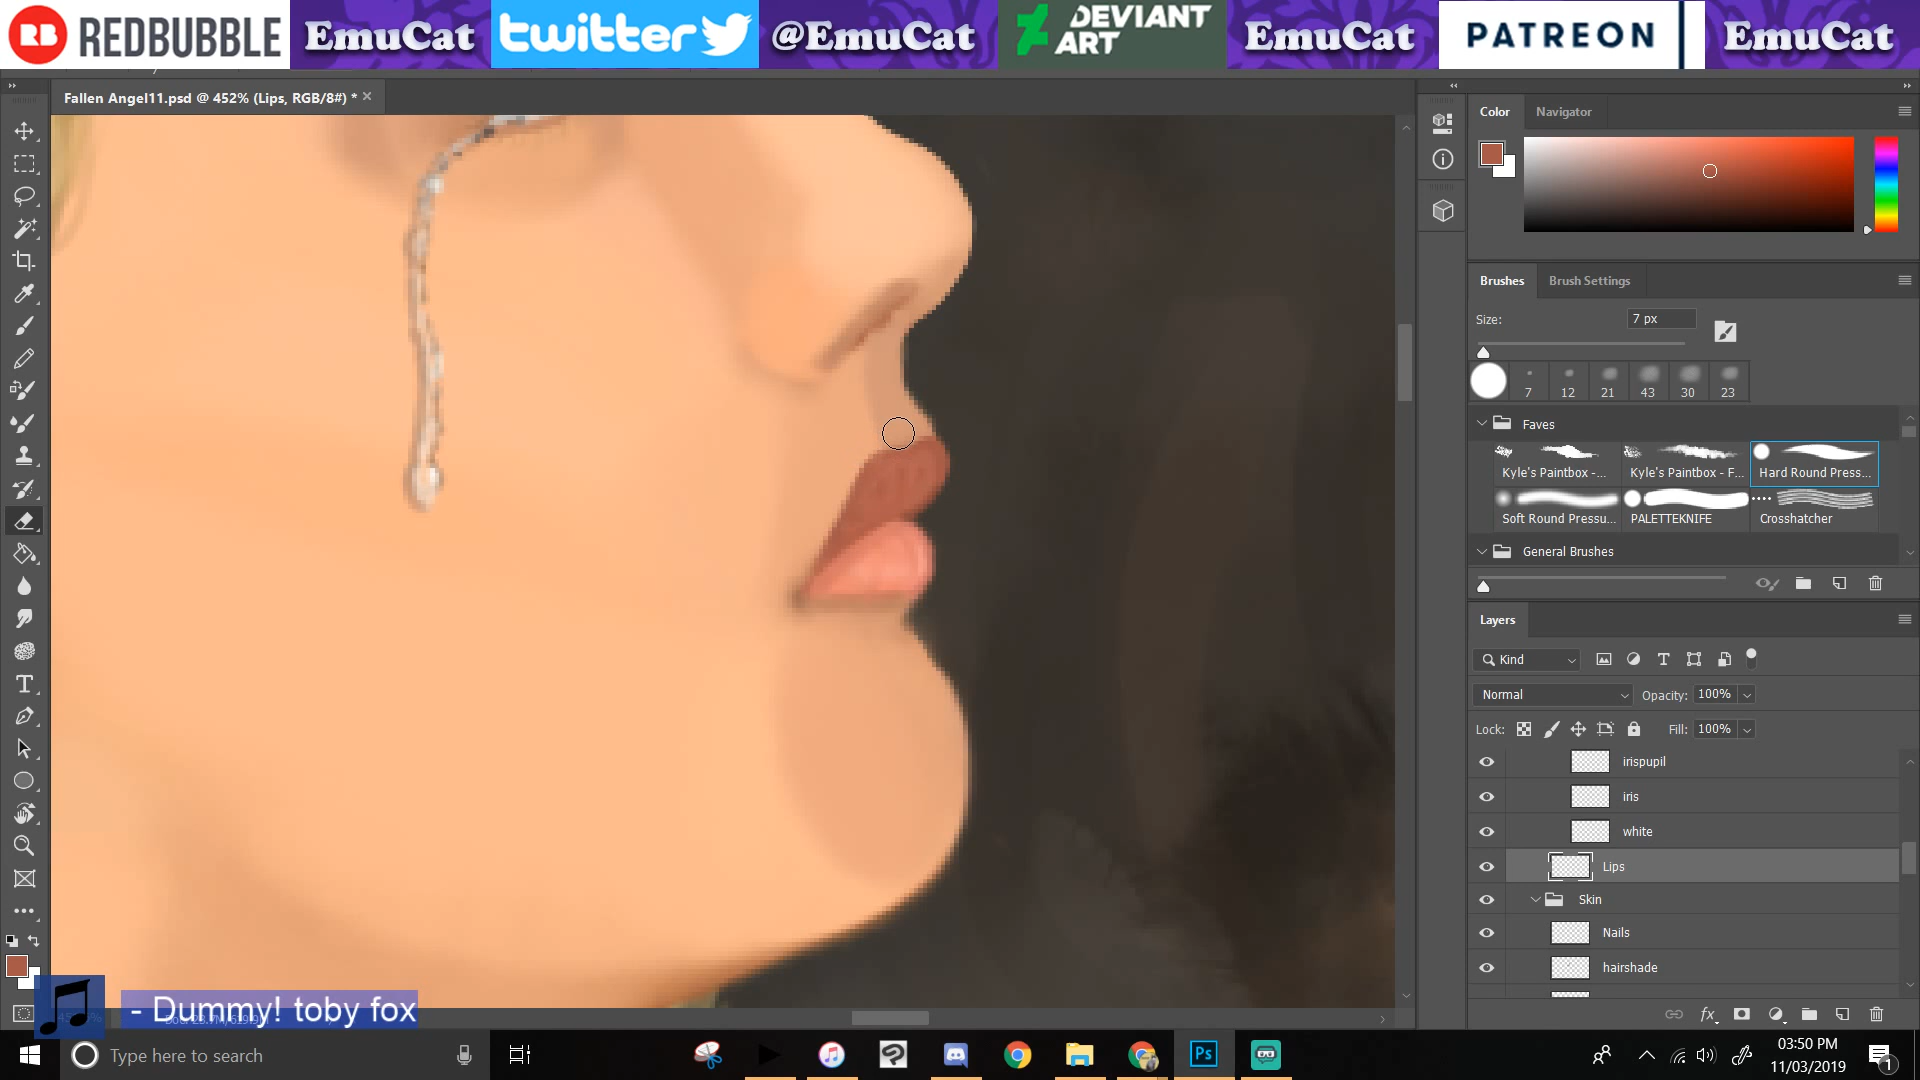 RB REDBUBBLE EmuCat twitter @EmuCat DEVIANT ART EmuCat PATREON EmuCat
Fallen Angel11.psd @ 452% (Lips, RGB/8#) * ×
Color Navigator
Brushes Brush Settings
Size: 7 px
7 12 21 43 30 23
Faves
Kyle's Paintbox -... Kyle's Paintbox - F... Hard Round Press...
Soft Round Pressu... PALETTEKNIFE Crosshatcher
General Brushes
Layers
Kind
Normal Opacity: 100%
Lock: Fill: 100%
irispupil
iris
white
Lips
Skin
Nails
hairshade
- Dummy! toby fox
Type here to search
Ps
03:50 PM
11/03/2019
1